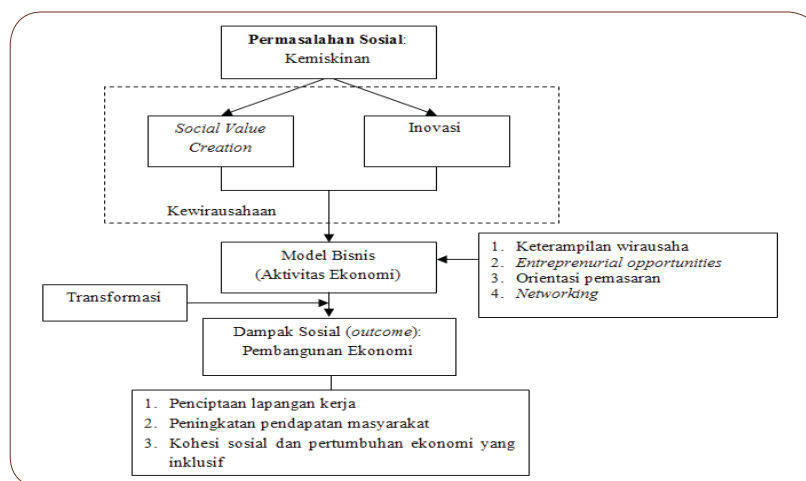 Permasalahan Sosial:
Kemiskinan
Social Value
Creation
Inovasi
Kewirausahaan
Model Bisnis
(Aktivitas Ekonomi)
1. Keterampilan wirausaha
2. Entreprenurial opportunities
3. Orientasi pemasaran
4. Networking
Transformasi
Dampak Sosial (outcome):
Pembangunan Ekonomi
1. Penciptaan lapangan kerja
2. Peningkatan pendapatan masyarakat
3. Kohesi sosial dan pertumbuhan ekonomi yang
inklusif